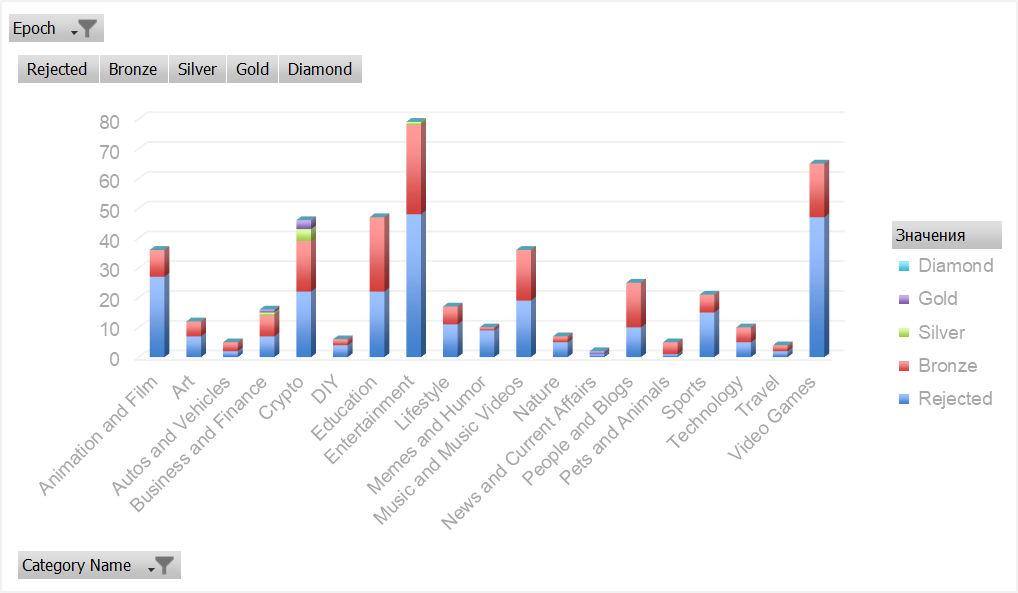 Epoch
Rejected Bronze Silver Gold Diamond
80
70
60
50
40
30
20
10
0
Animation and Film
Art
Autos and Vehicles
Business and Finance
Crypto
DIY
Education
Entertainment
Lifestyle
Memes and Humor
Music and Music Videos
Nature
News and Current Affairs
People and Blogs
Pets and Animals
Sports
Technology
Travel
Video Games
Значения
Diamond
Gold
Silver
Bronze
Rejected
Category Name